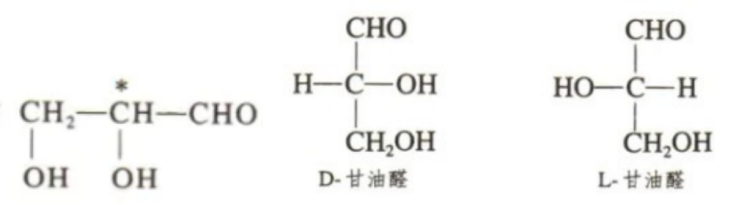 *
CH₂—CH—CHO
OH OH
CHO
H—C—OH
CH₂OH
D-甘油醛
CHO
HO—C—H
CH₂OH
L-甘油醛